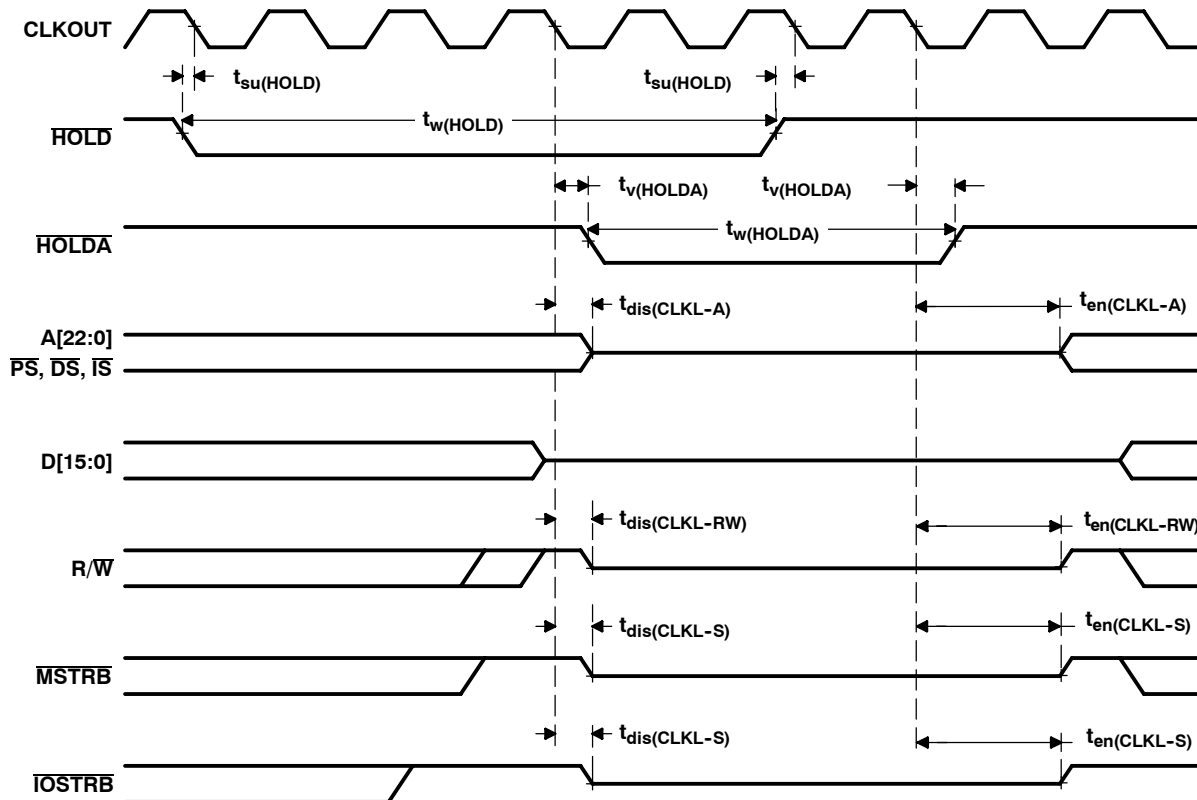 CLKOUT
tsu(HOLD)
tsu(HOLD)
HOLD
tw(HOLD)
tv(HOLDA)
tv(HOLDA)
HOLDA
tw(HOLDA)
tdis(CLKL-A)
ten(CLKL-A)
A[22:0]
PS, DS, IS
D[15:0]
tdis(CLKL-RW)
ten(CLKL-RW)
R/W
tdis(CLKL-S)
ten(CLKL-S)
MSTRB
tdis(CLKL-S)
ten(CLKL-S)
IOSTRB